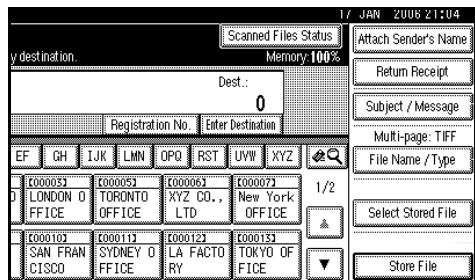 17 JAN 2006 21:04
Scanned Files Status
Attach Sender's Name
y destination.
Memory:100%
Return Receipt
Dest.:
0
Subject / Message
Registration No.
Enter Destination
Multi-page: TIFF
File Name / Type
EF
GH
IJK
LMN
OPQ
RST
UVW
XYZ
[00003]
LONDON O
FFICE
[00005]
TORONTO
OFFICE
[00006]
XYZ CO.,
LTD
[00007]
New York
OFFICE
1/2
Select Stored File
[00010]
SAN FRAN
CISCO
[00011]
SYDNEY O
FFICE
[00012]
LA FACTO
RY
[00013]
TOKYO OF
FICE
Store File